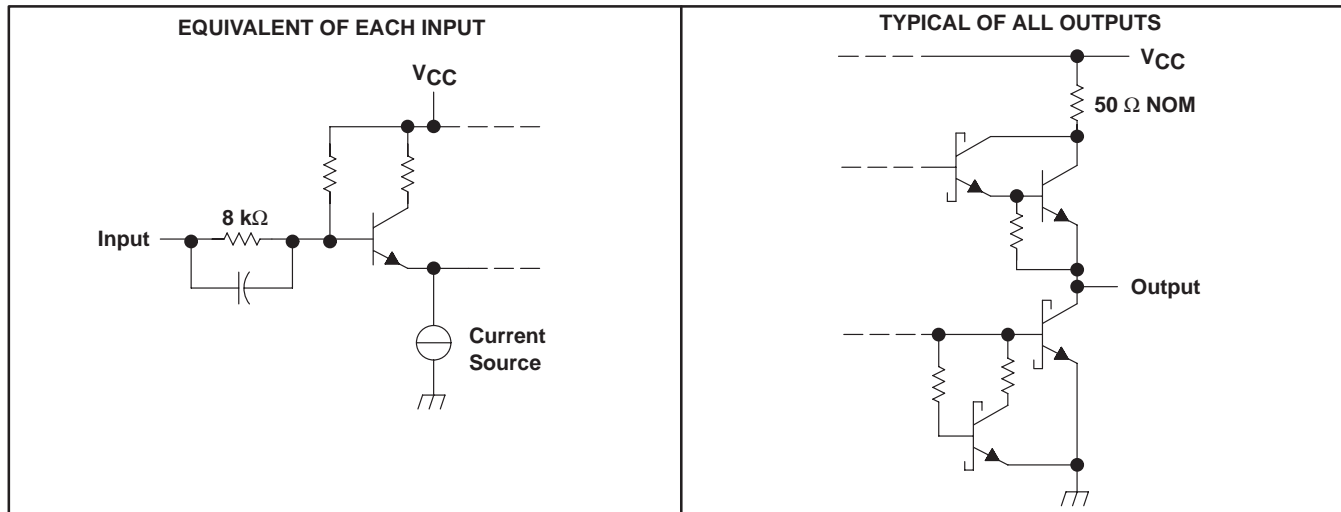 EQUIVALENT OF EACH INPUT
VCC
8 kΩ
Input
Current
Source
TYPICAL OF ALL OUTPUTS
VCC
50 Ω NOM
Output